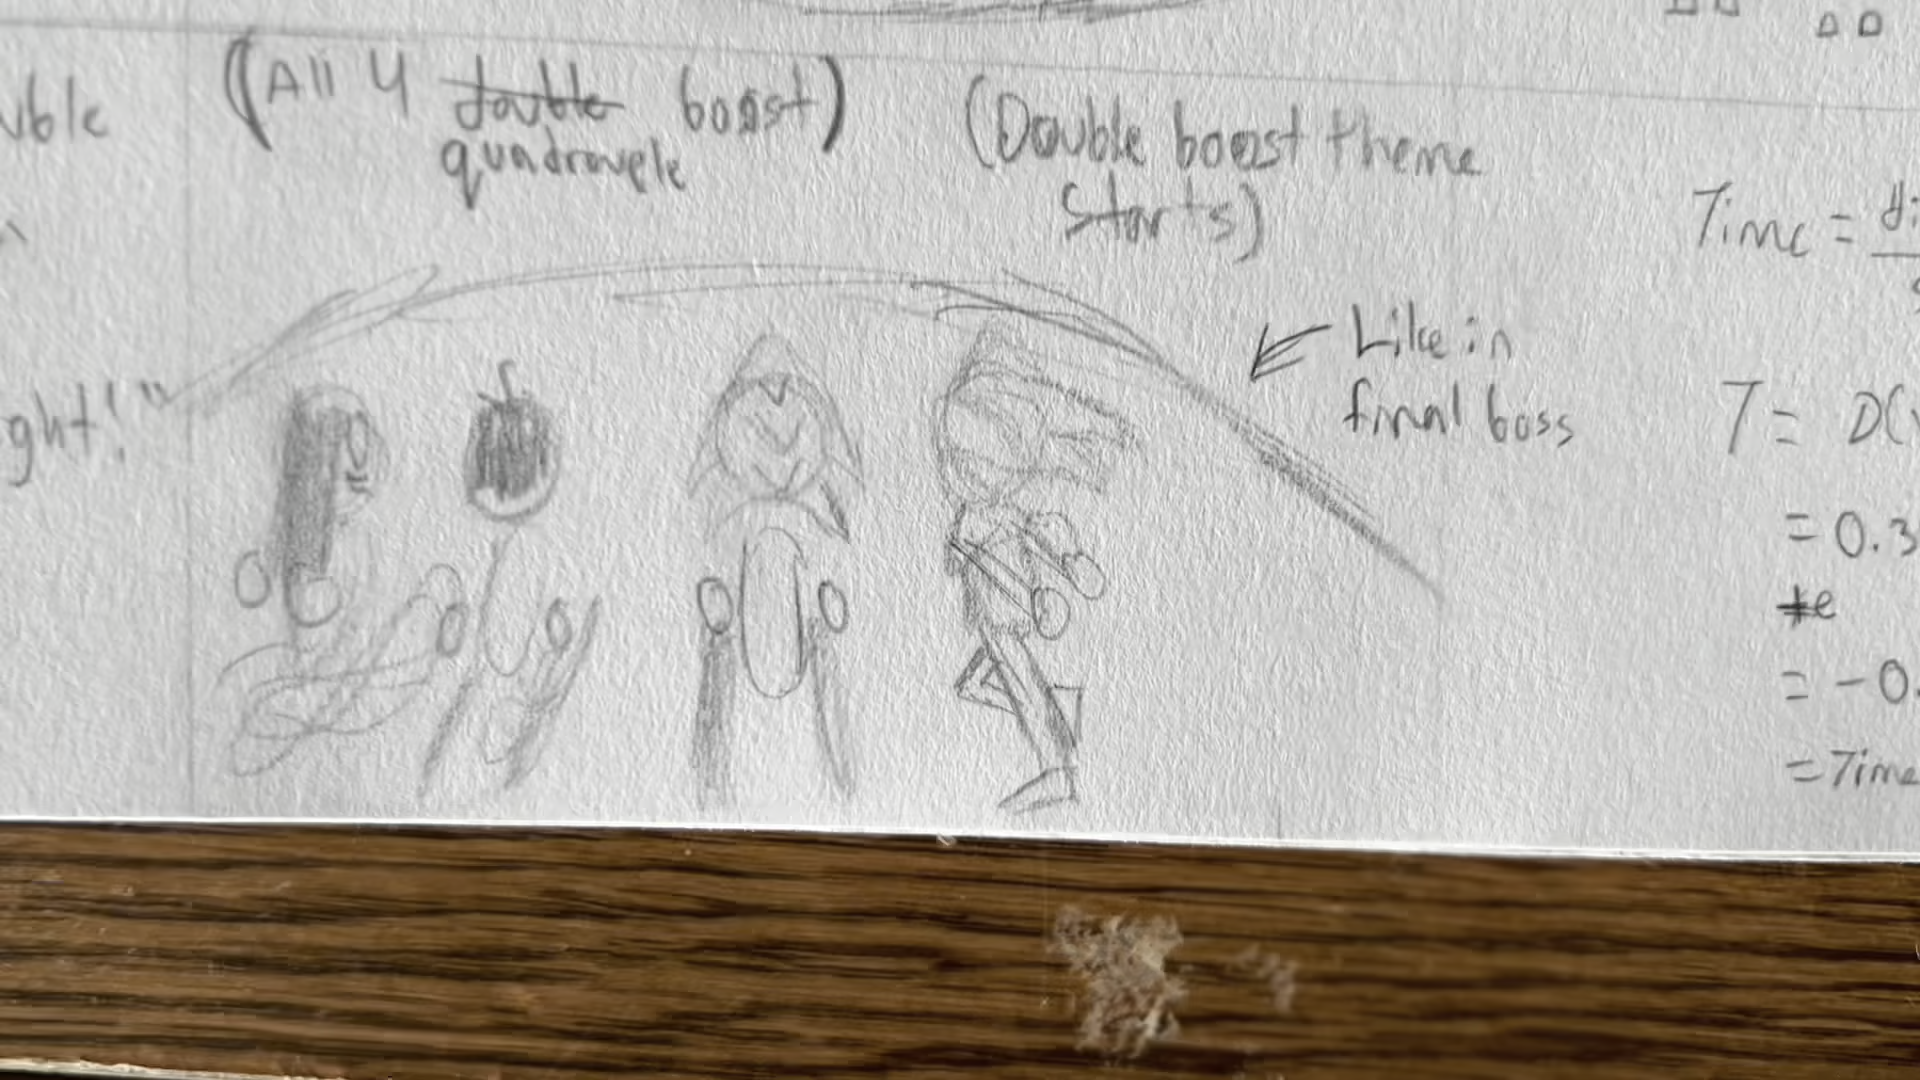 uble
(All 4 double boost)
quadrouple
(Double boost theme
starts)
ght!"
Like in
final boss
Time = di
T = D(
= 0.3
*e
= -0.
= Time